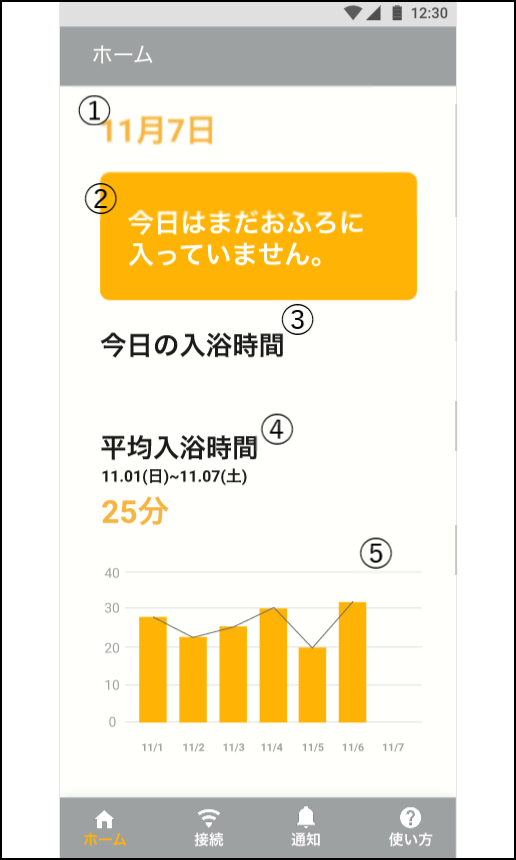 12:30
ホーム
①
11月7日
②
今日はまだおふろに
入っていません。
③
今日の入浴時間
④
平均入浴時間
11.01(日)~11.07(土)
25分
⑤
40
30
20
10
0
11/1 11/2 11/3 11/4 11/5 11/6 11/7
ホーム 接続 通知 使い方